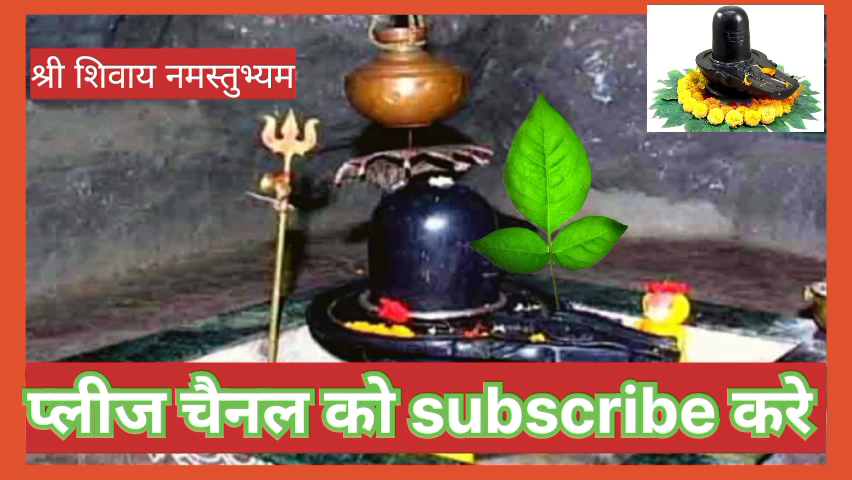 श्री शिवाय नमस्तुभ्यम
प्लीज चैनल को subscribe करे